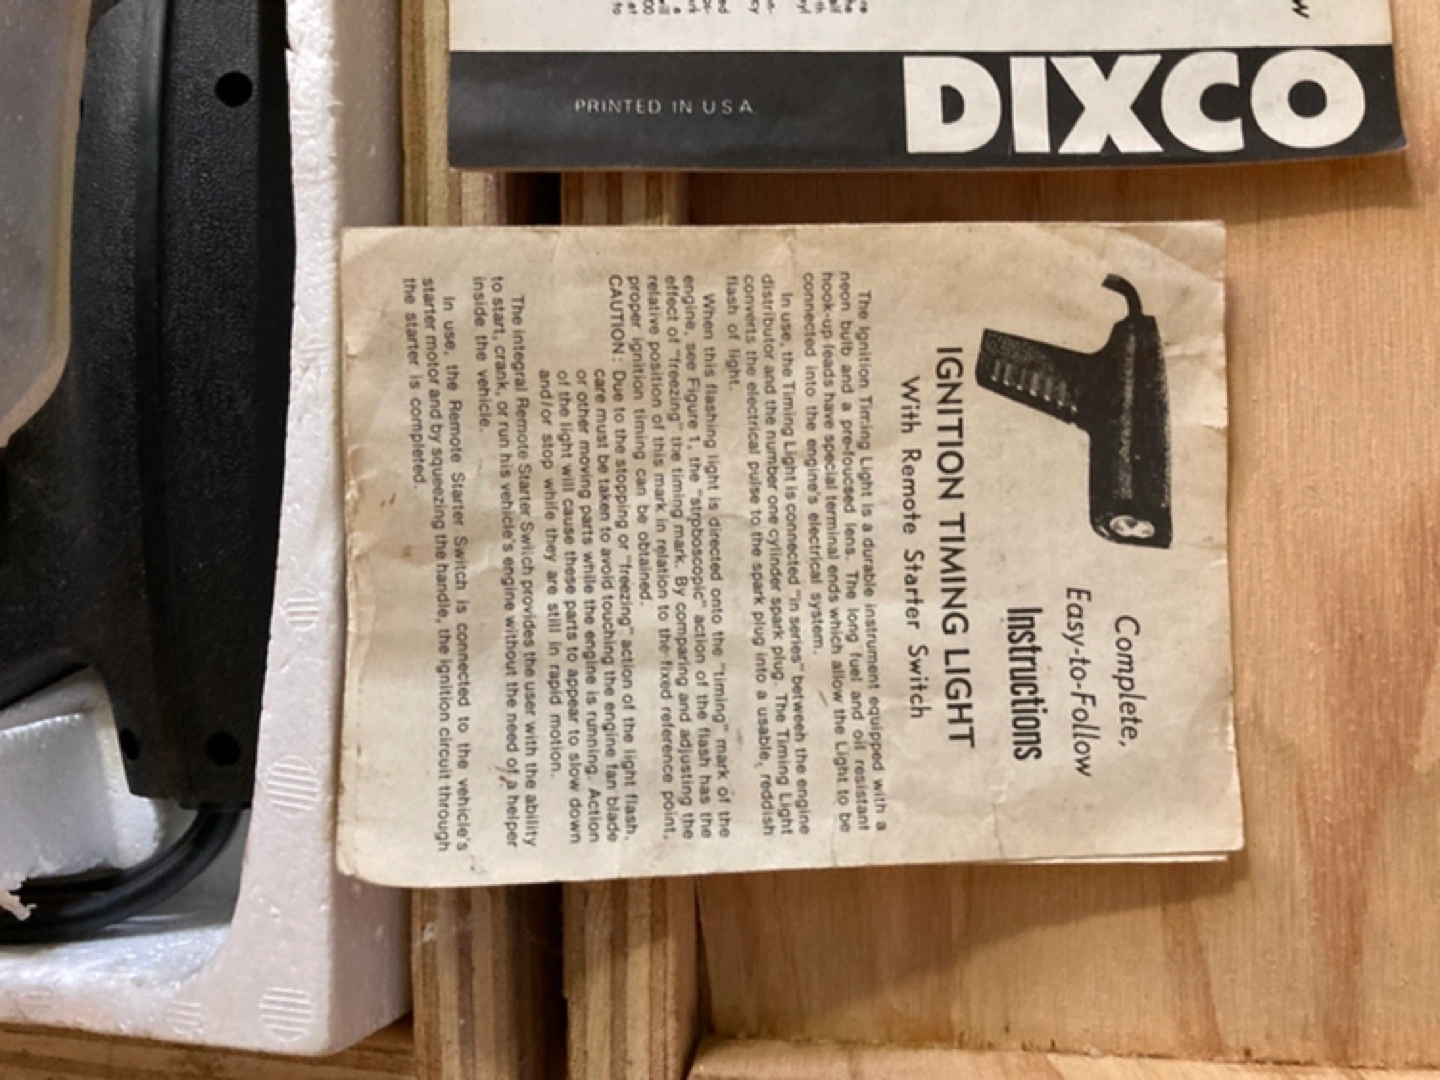 PRINTED IN U S A
DIXCO
Complete,
Easy-to-Follow
Instructions
IGNITION TIMING LIGHT
With Remote Starter Switch
The Ignition Timing Light is a durable instrument equipped with a
neon bulb and a pre-foucsed lens. The long fuel and oil resistant
hook-up leads have special terminal ends which allow the Light to be
connected into the engine's electrical system.
In use, the Timing Light is connected "in series" between the engine
distributor and the number one cylinder spark plug. The Timing Light
converts the electrical pulse to the spark plug into a usable, reddish
flash of light.
When this flashing light is directed onto the "timing" mark of the
engine, see Figure 1, the "strpboscopic" action of the flash has the
effect of "freezing" the timing mark. By comparing and adjusting the
relative position of this mark in relation to the fixed reference point,
proper ignition timing can be obtained.
CAUTION: Due to the stopping or "freezing" action of the light flash,
care must be taken to avoid touching the engine fan blade
or other moving parts while the engine is running. Action
of the light will cause these parts to appear to slow down
and/or stop while they are still in rapid motion.
The integral Remote Starter Switch provides the user with the ability
to start, crank, or run his vehicle's engine without the need of a helper
inside the vehicle.
In use, the Remote Starter Switch is connected to the vehicle's
starter motor and by squeezing the handle, the ignition circuit through
the starter is completed.